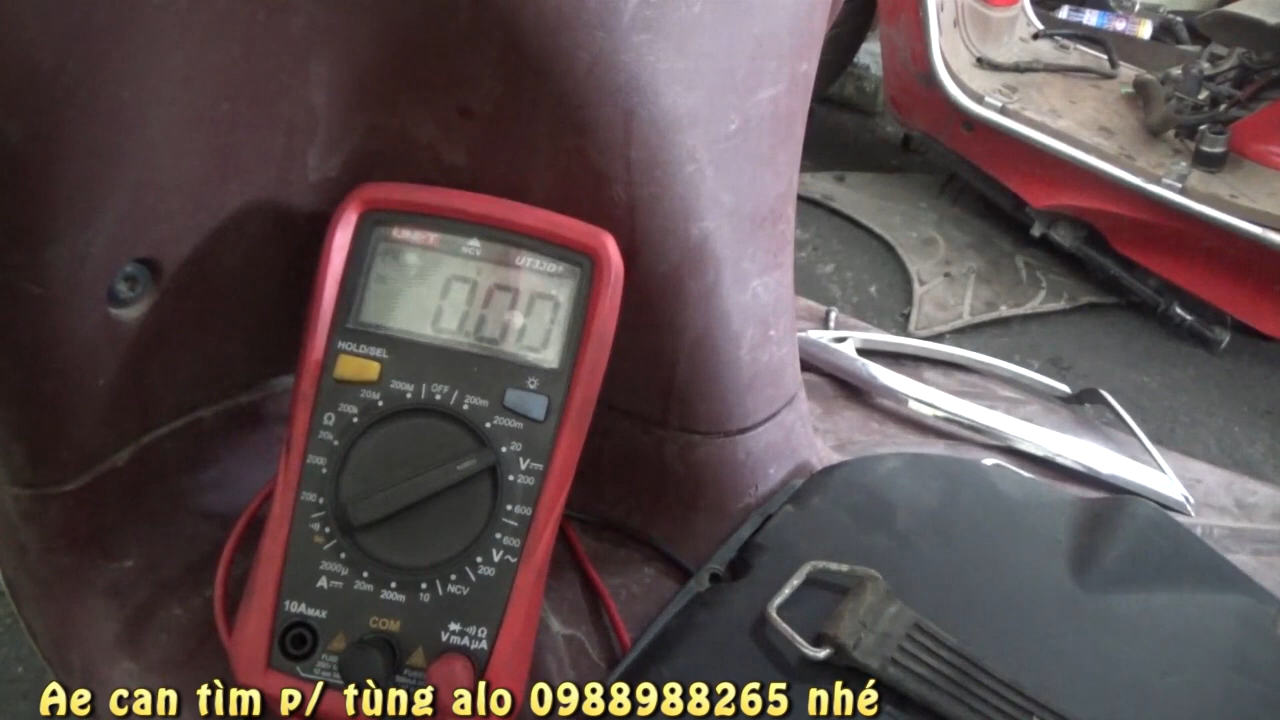 UNI-T
NCV
UT33D+
0.00
HOLD/SEL
OFF
200M
200m
20M
2000m
200k
20
Ω
V
20k
200
2000
600
200
600
V~
2000µ
200
A
20m
200m
10
NCV
10AMAX
COM
Ω
VmAµA
Ae can tìm p/ tùng alo 0988988265 nhé